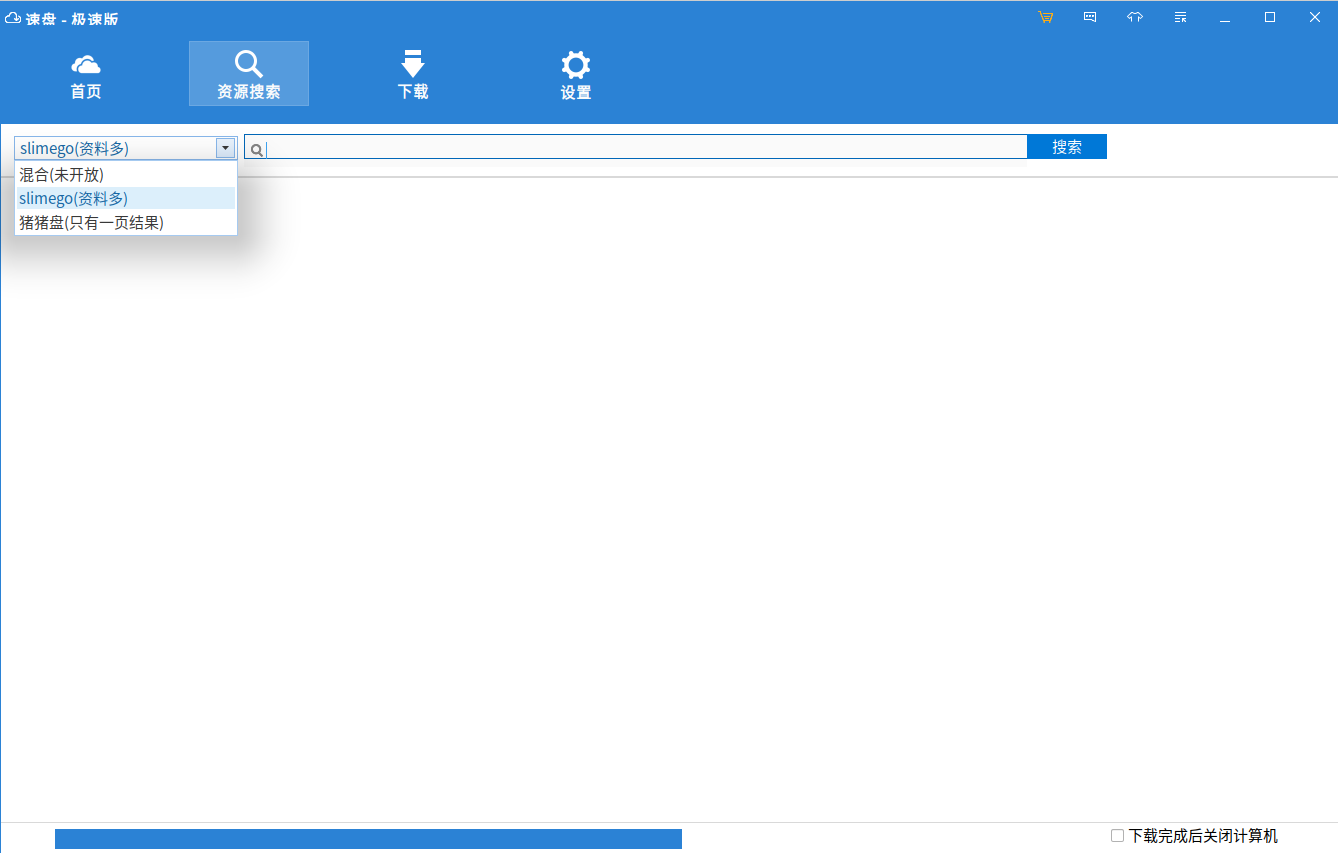 速盘 - 极速版
首页
资源搜索
下载
设置
slimego(资料多)
搜索
混合(未开放)
slimego(资料多)
猪猪盘(只有一页结果)
下载完成后关闭计算机